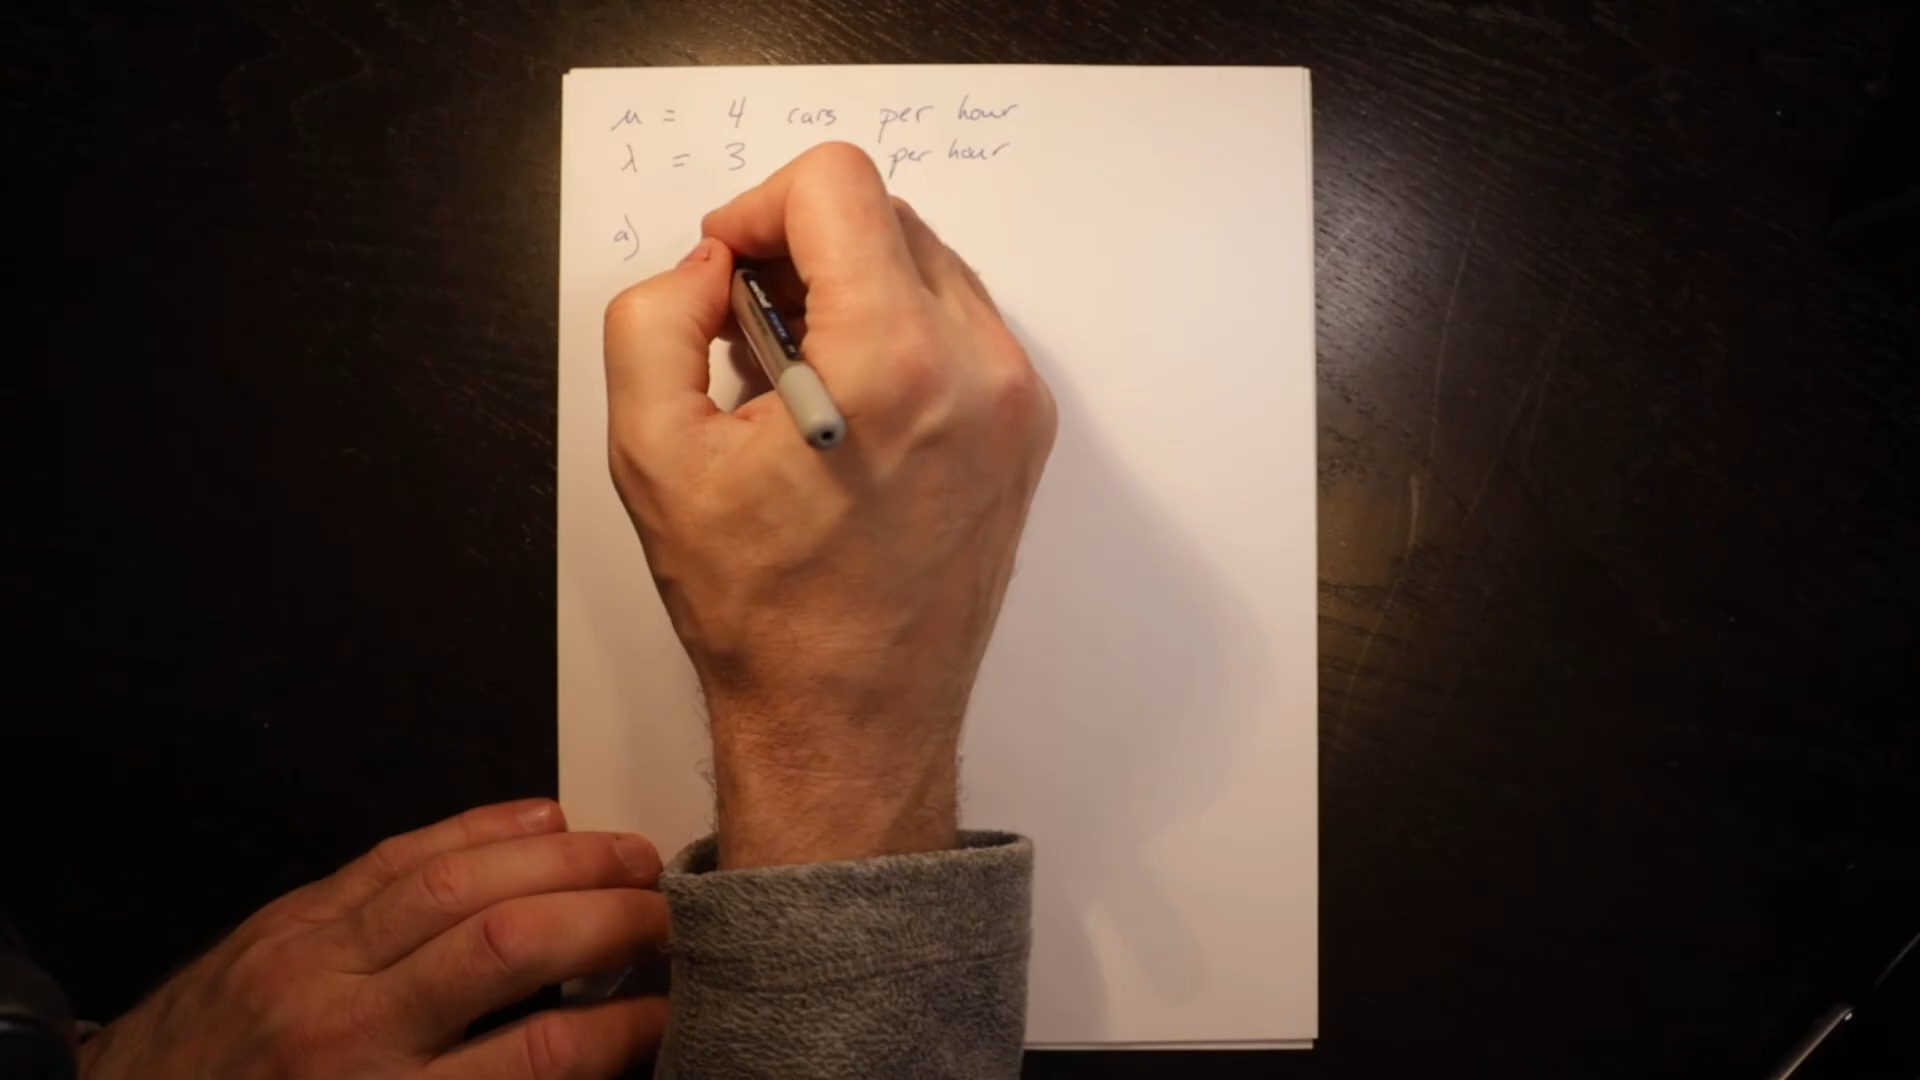 μ = 4 cars per hour
λ = 3 per hour
a)